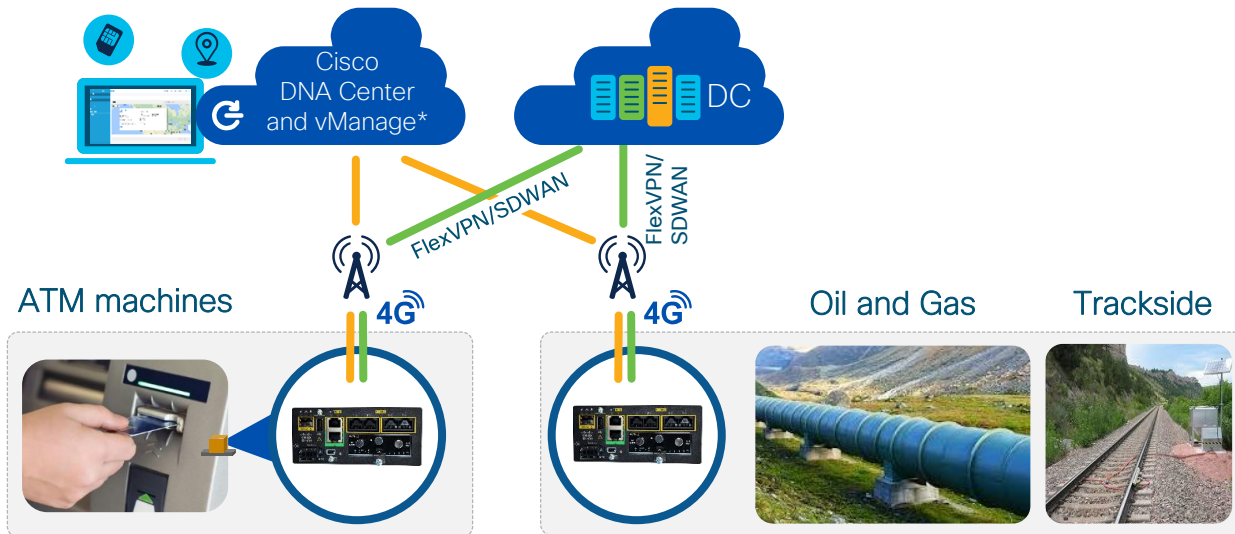 Cisco
DNA Center
and vManage*
DC
FlexVPN/SDWAN
FlexVPN/
SDWAN
ATM machines
4G
4G
Oil and Gas
Trackside